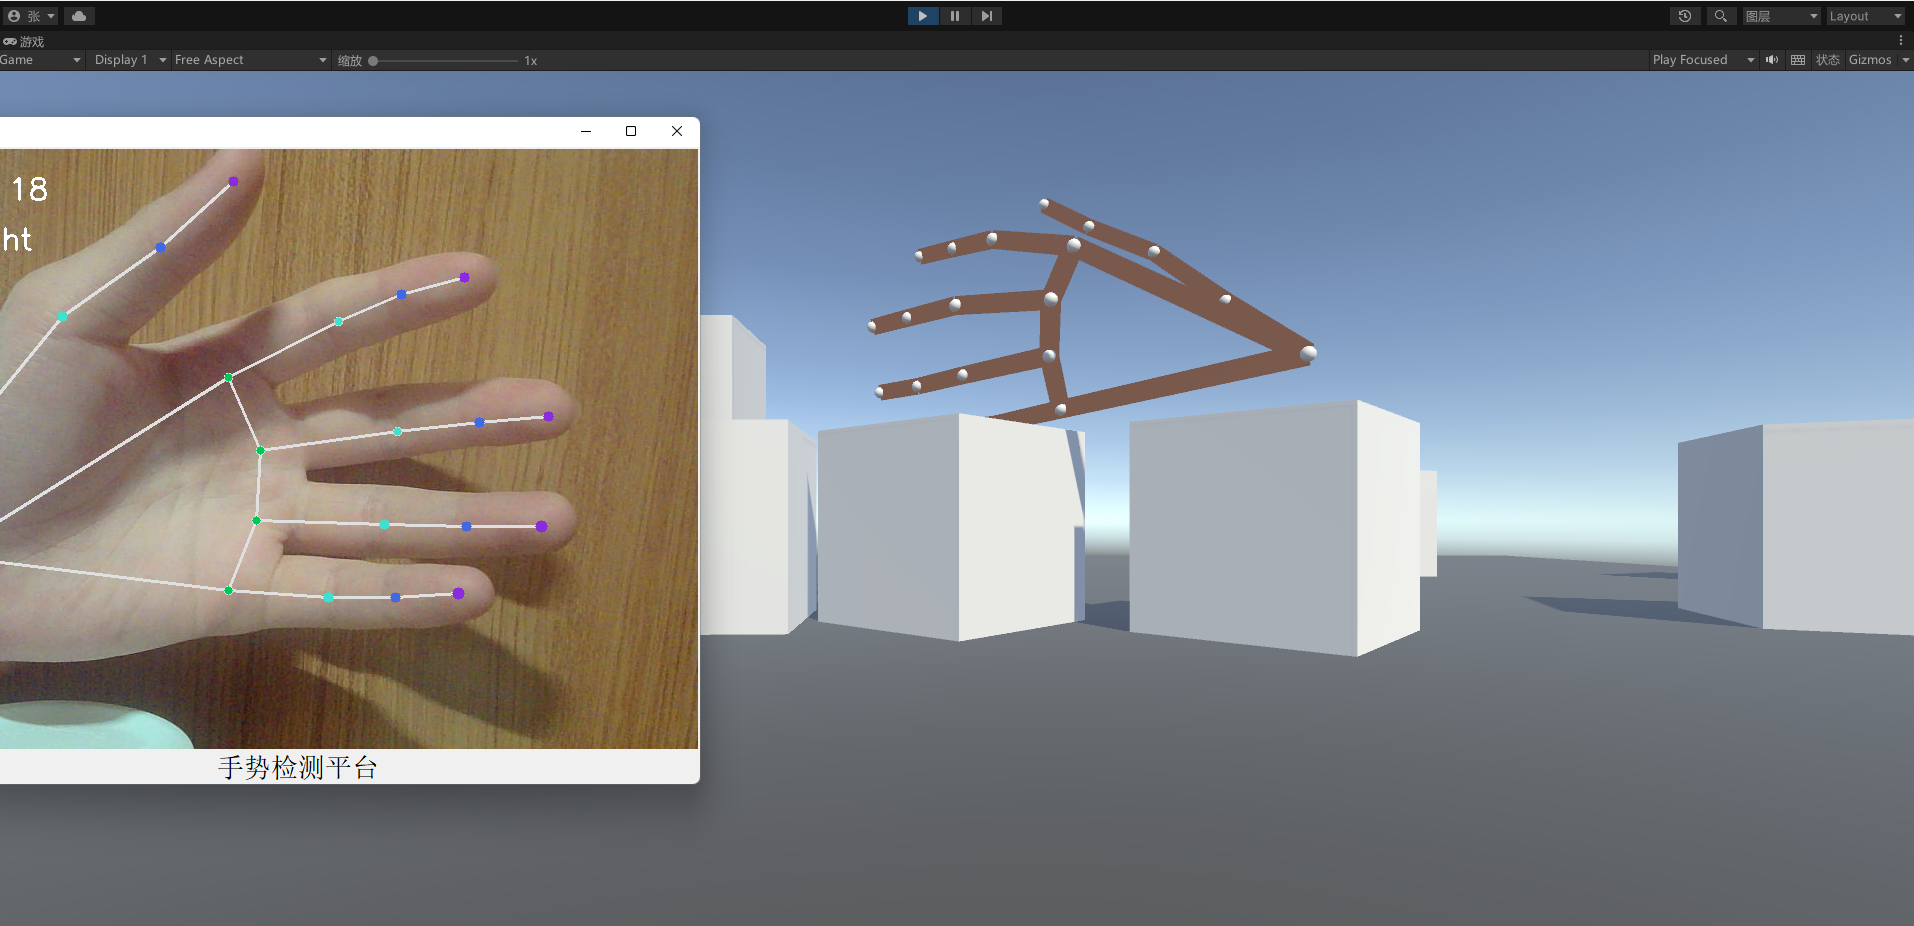 张
图层
Layout
游戏
Game
Display 1
Free Aspect
缩放
1x
Play Focused
状态
Gizmos
18
ht
手势检测平台